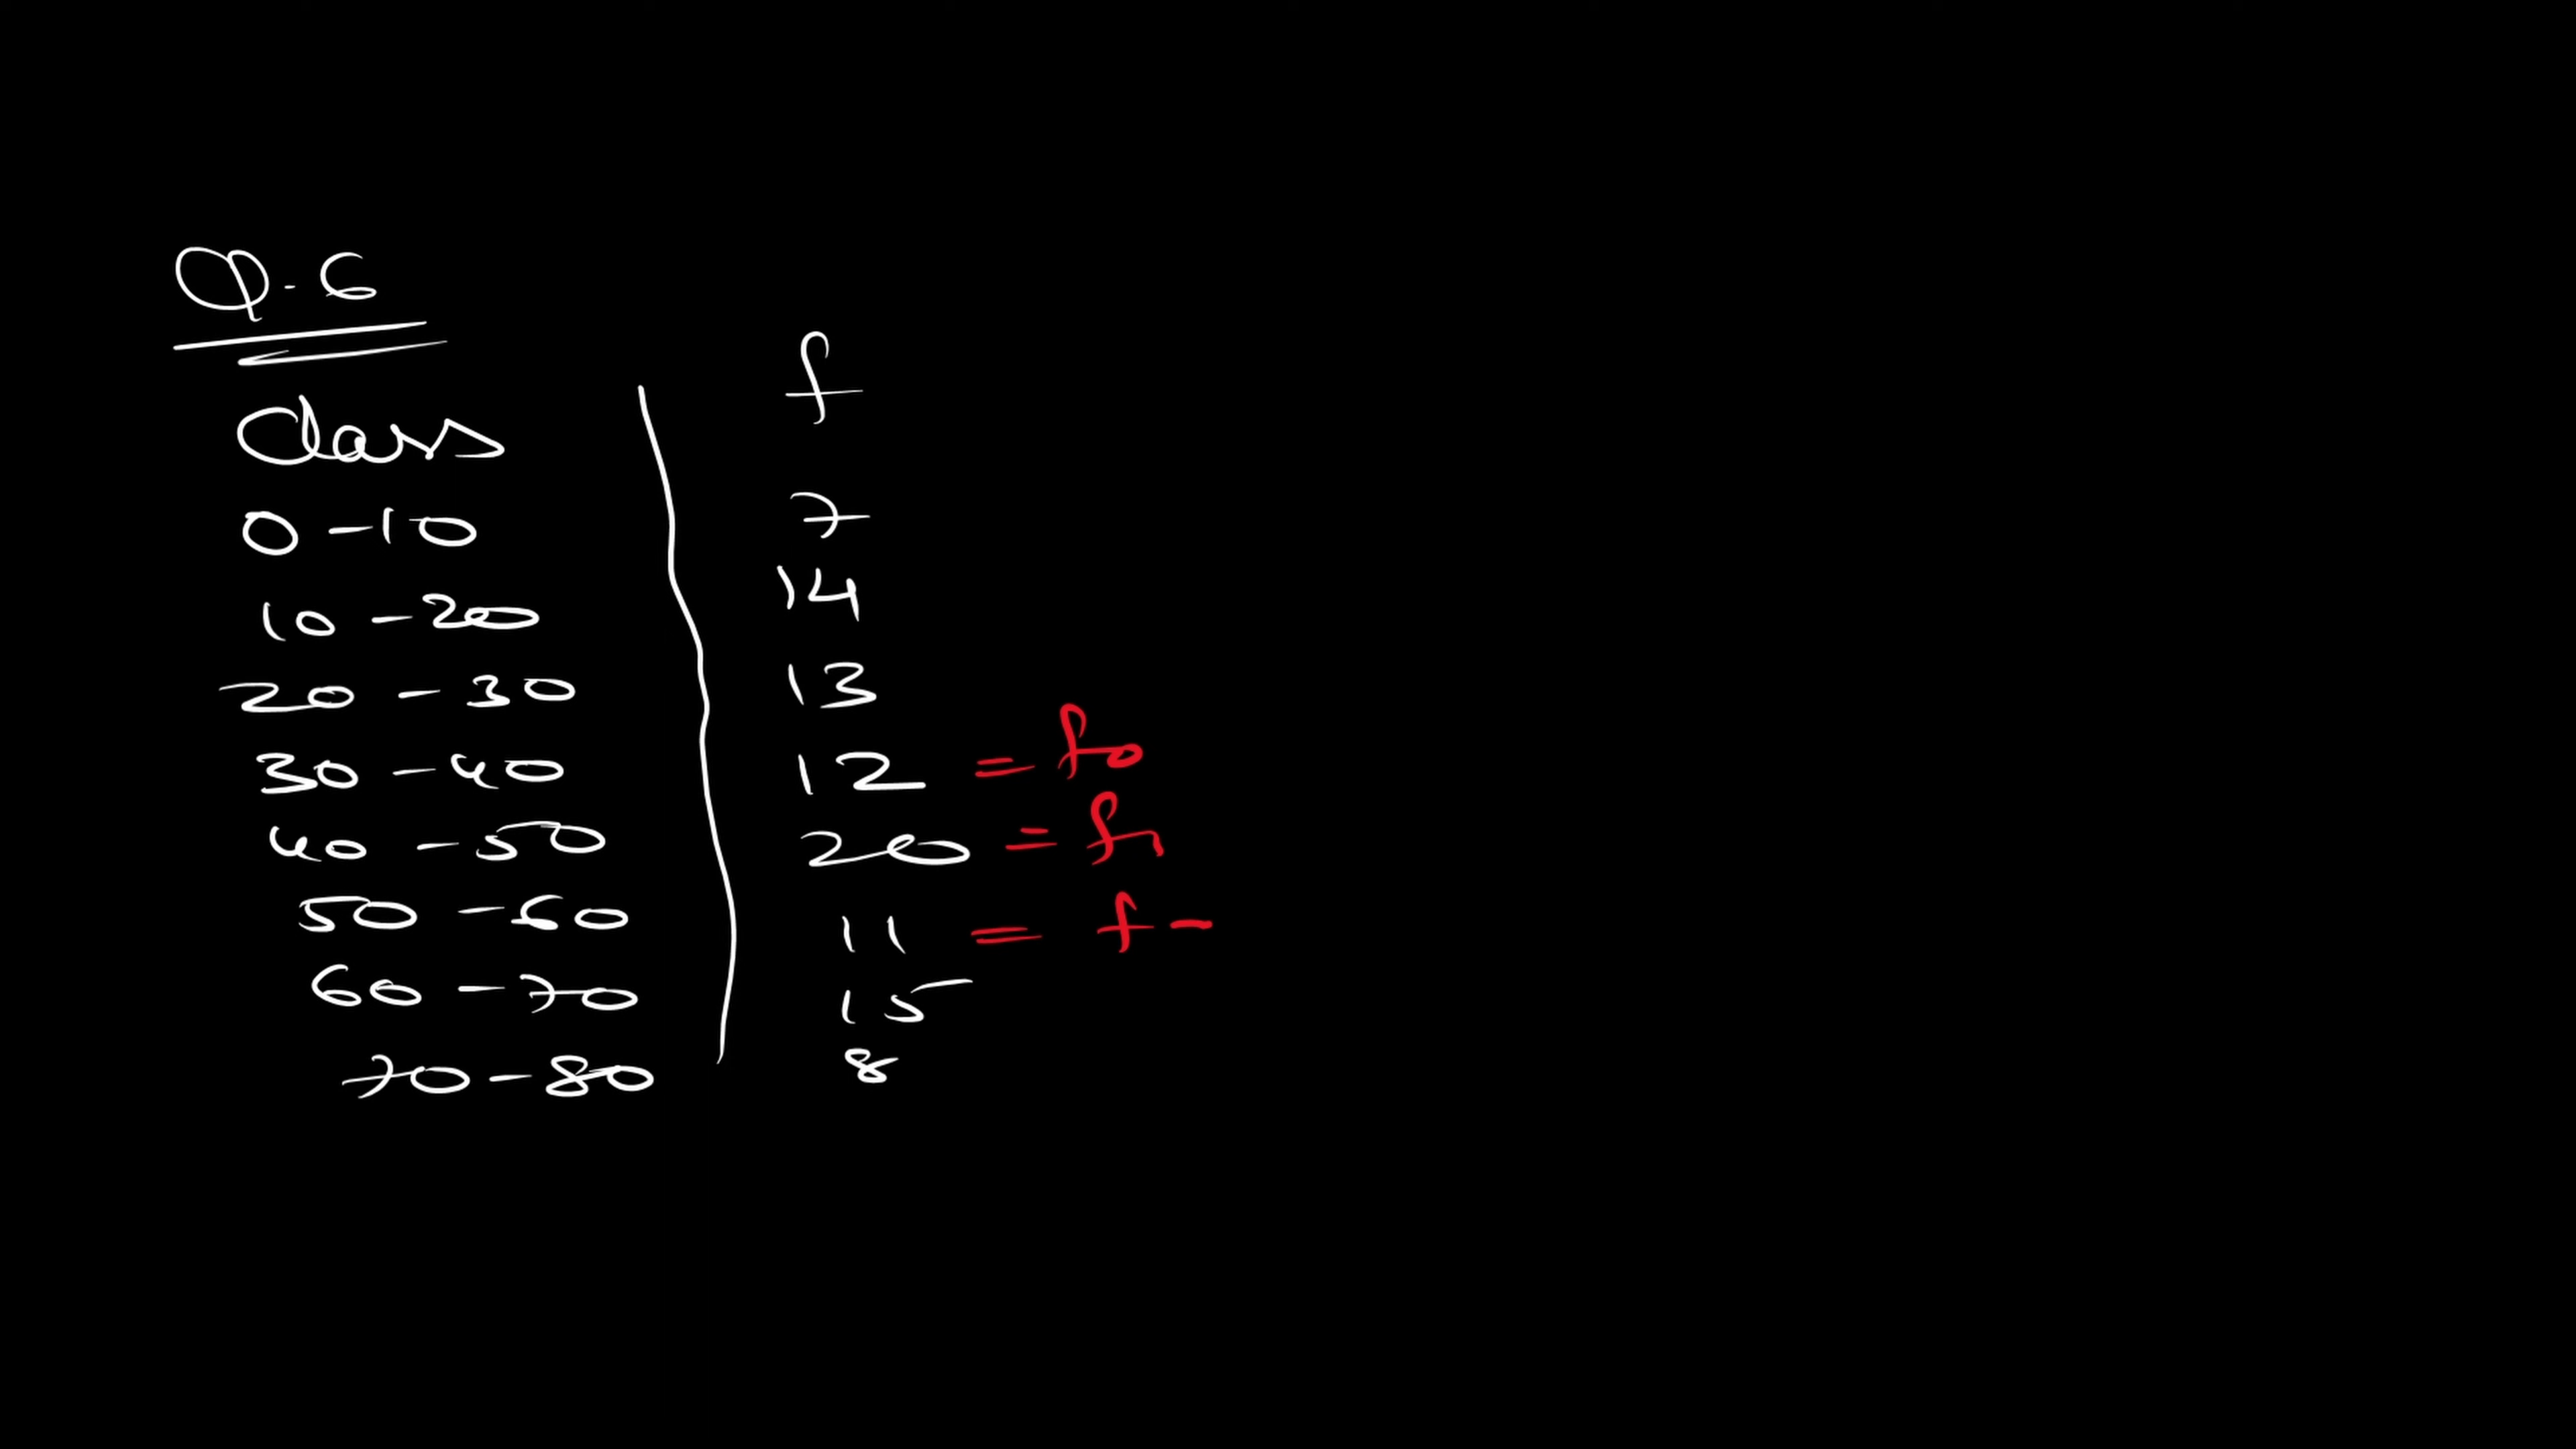 Q.6
f
Class
0-10 7
10-20 14
20-30 13
30-40 12 = f0
40-50 20 = f1
50-60 11 = f-
60-70 15
70-80 8